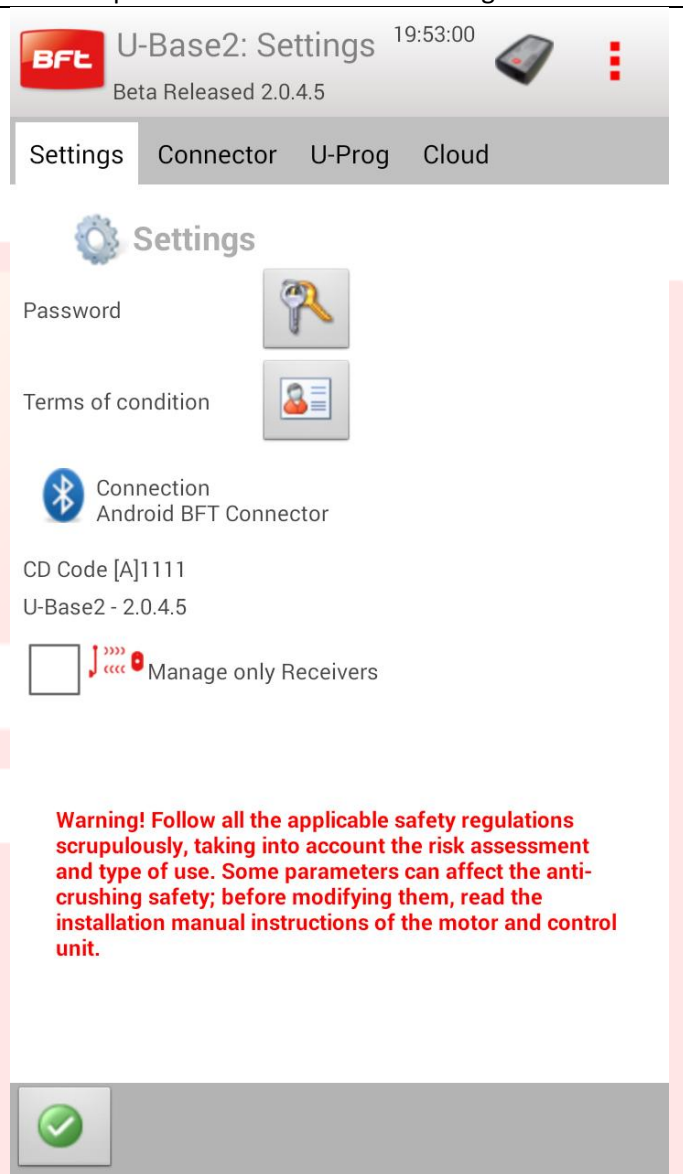 BFt
U-Base2: Settings
19:53:00
Beta Released 2.0.4.5
Settings Connector U-Prog Cloud
Settings
Password
Terms of condition
Connection
Android BFT Connector
CD Code [A]1111
U-Base2 - 2.0.4.5
Manage only Receivers
Warning! Follow all the applicable safety regulations
scrupulously, taking into account the risk assessment
and type of use. Some parameters can affect the anti-
crushing safety; before modifying them, read the
installation manual instructions of the motor and control
unit.